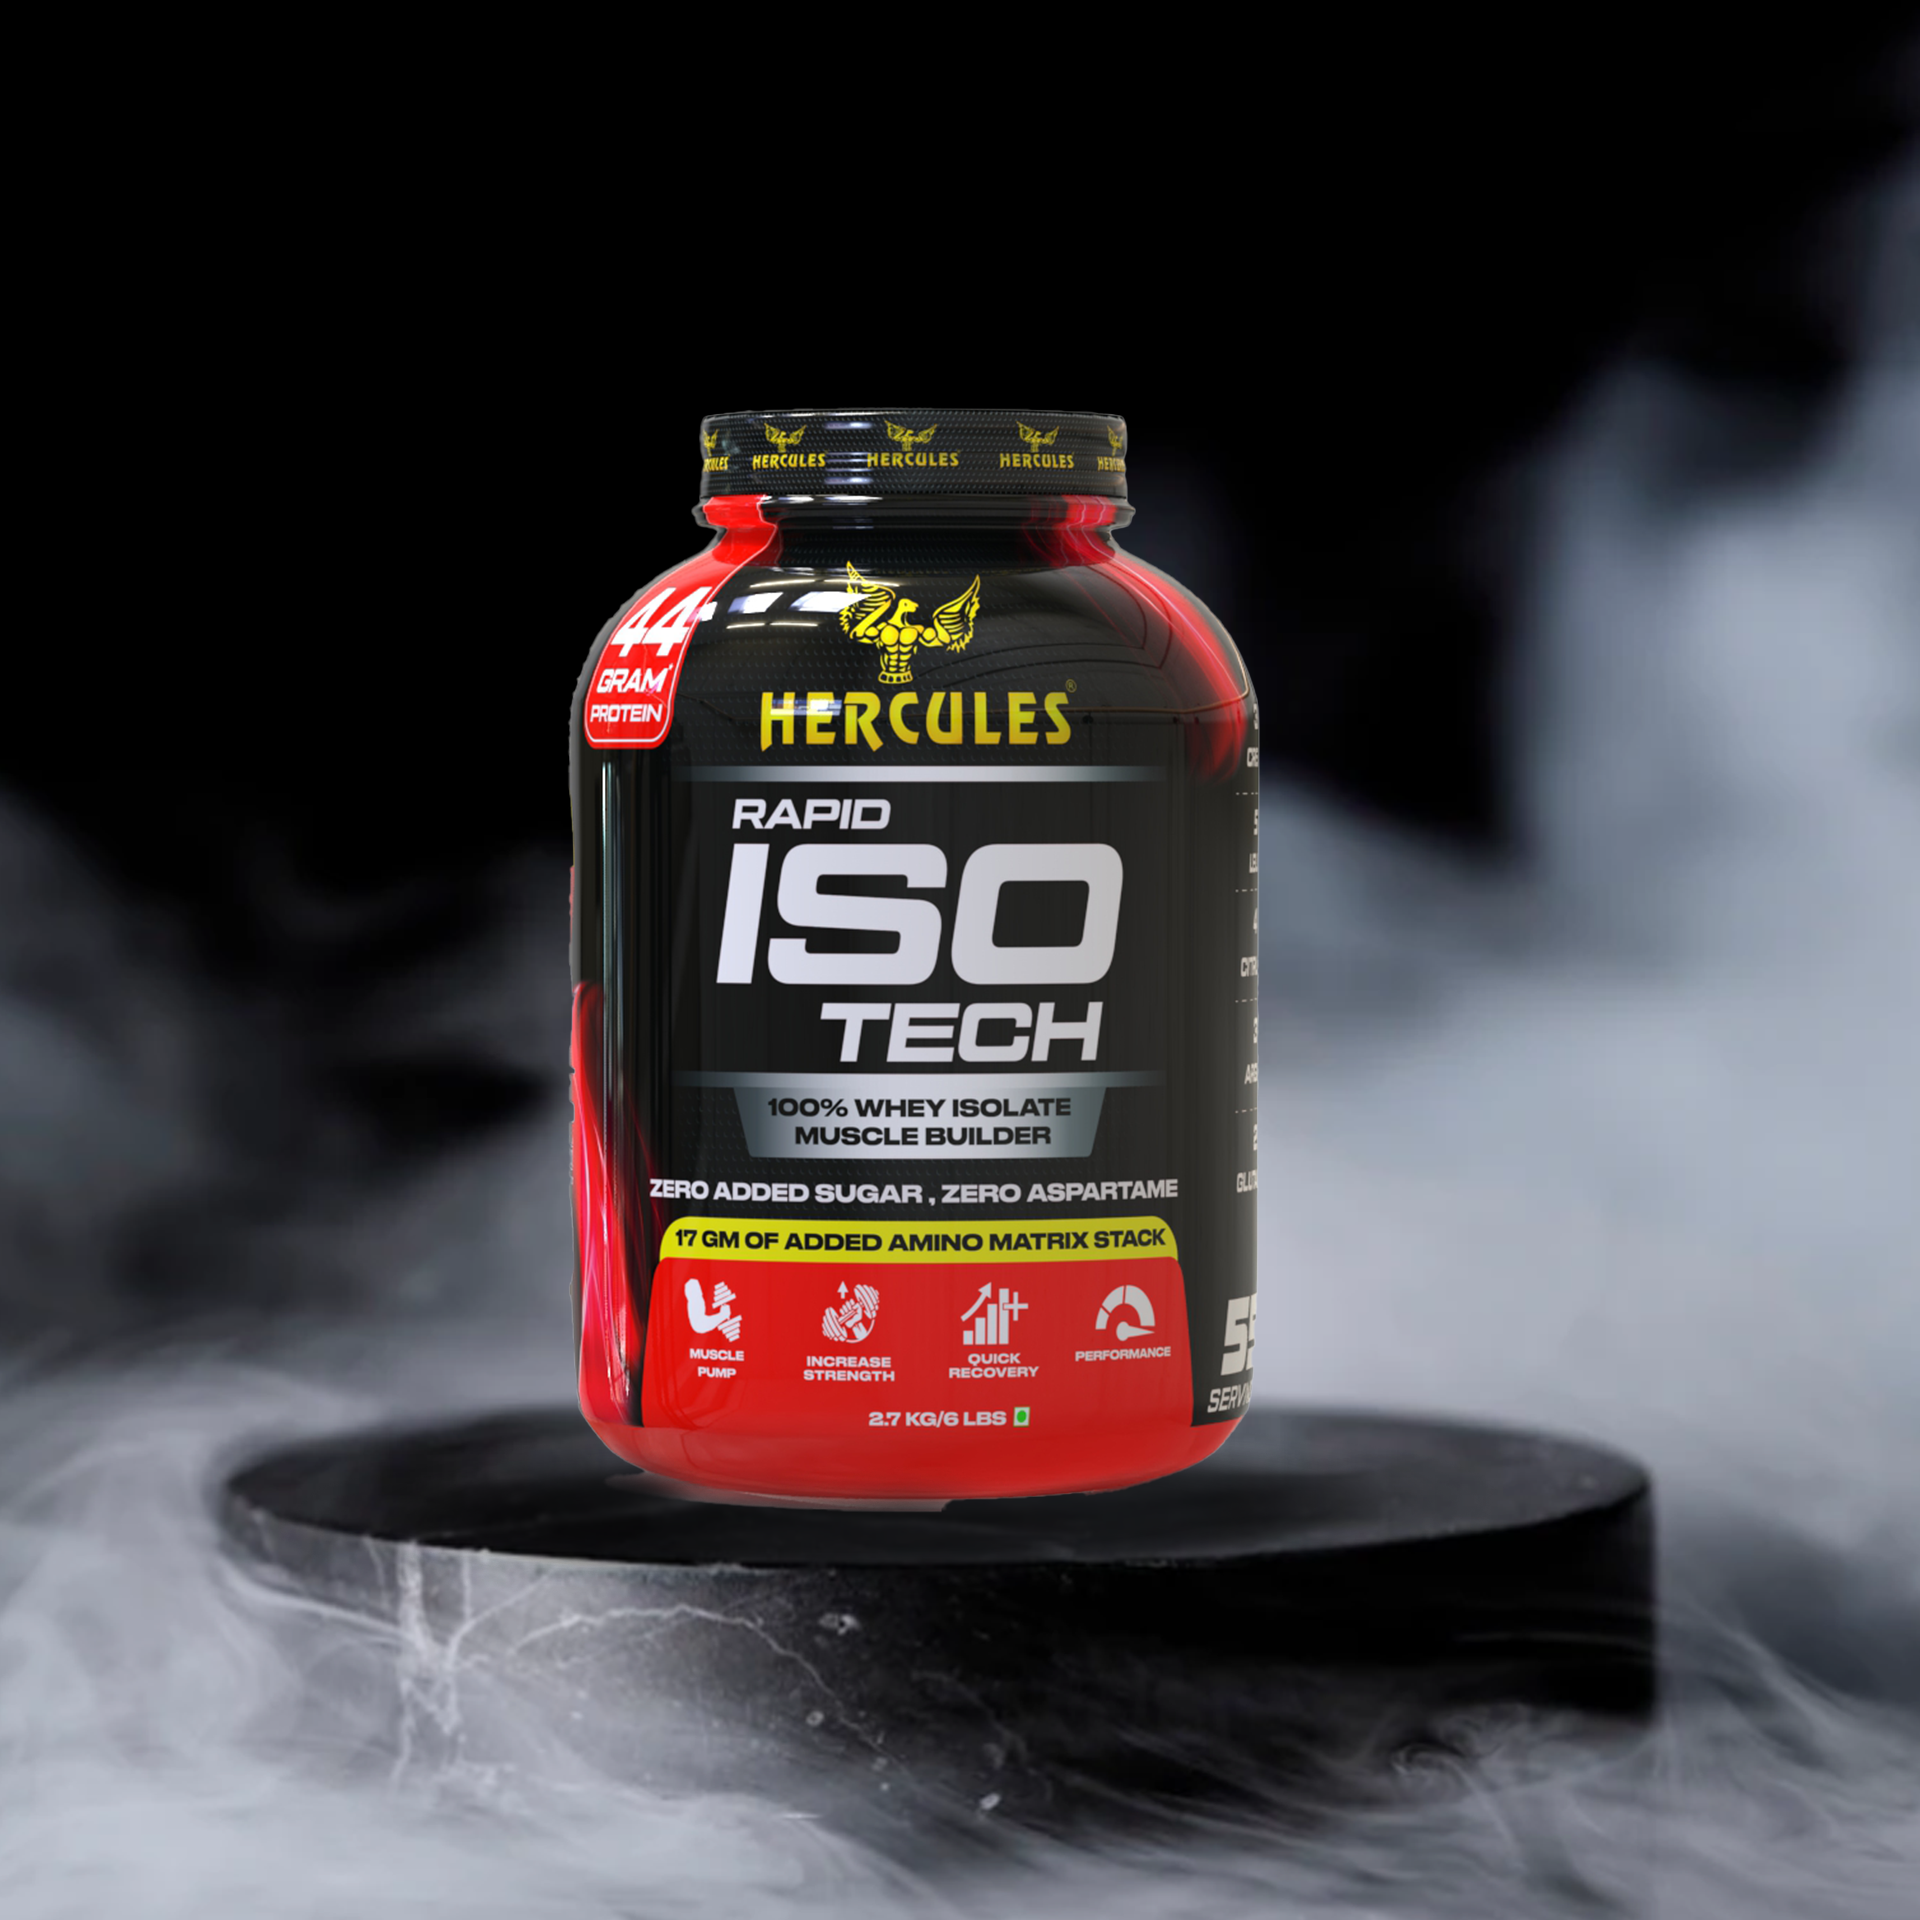 HERCULES HERCULES HERCULES
44
GRAM*
PROTEIN
HERCULES®
RAPID
ISO
TECH
100% WHEY ISOLATE
MUSCLE BUILDER
ZERO ADDED SUGAR , ZERO ASPARTAME
17 GM OF ADDED AMINO MATRIX STACK
MUSCLE
PUMP
INCREASE
STRENGTH
QUICK
RECOVERY
PERFORMANCE
2.7 KG/6 LBS